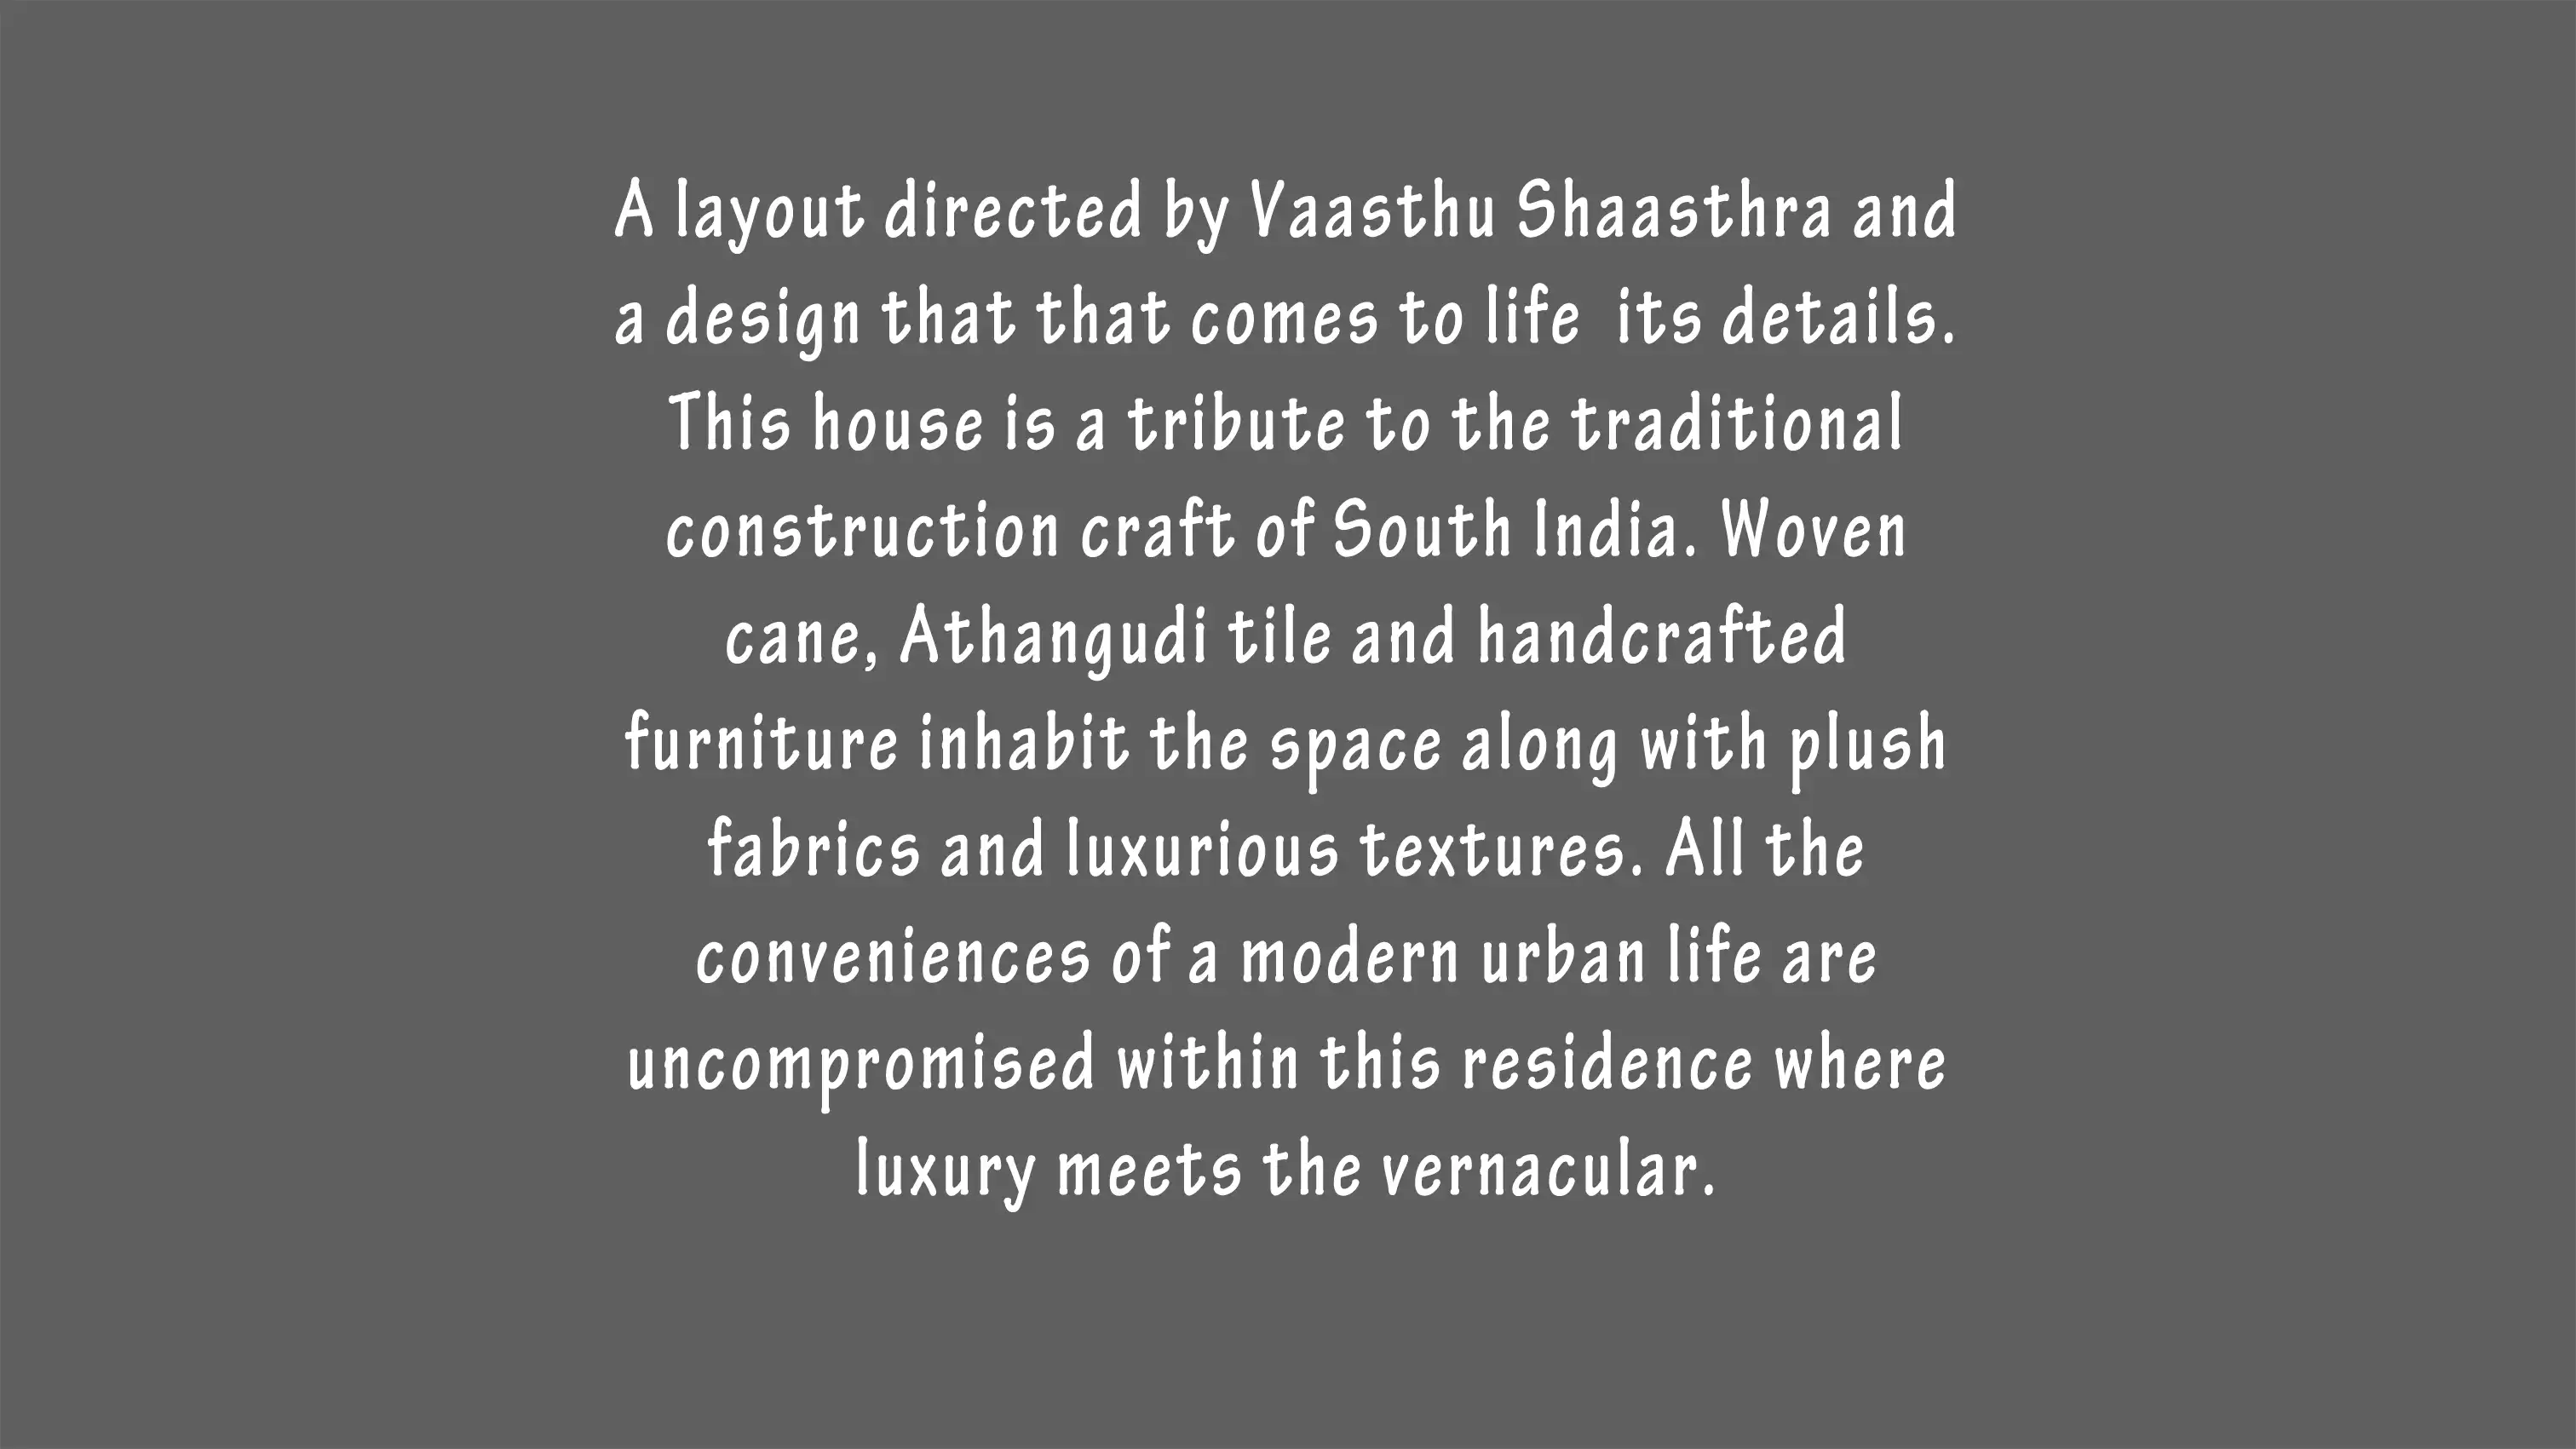 A layout directed by Vaasthu Shaasthra and
a design that that comes to life  its details.
This house is a tribute to the traditional
construction craft of South India. Woven
cane, Athangudi tile and handcrafted
furniture inhabit the space along with plush
fabrics and luxurious textures. All the
conveniences of a modern urban life are
uncompromised within this residence where
luxury meets the vernacular.